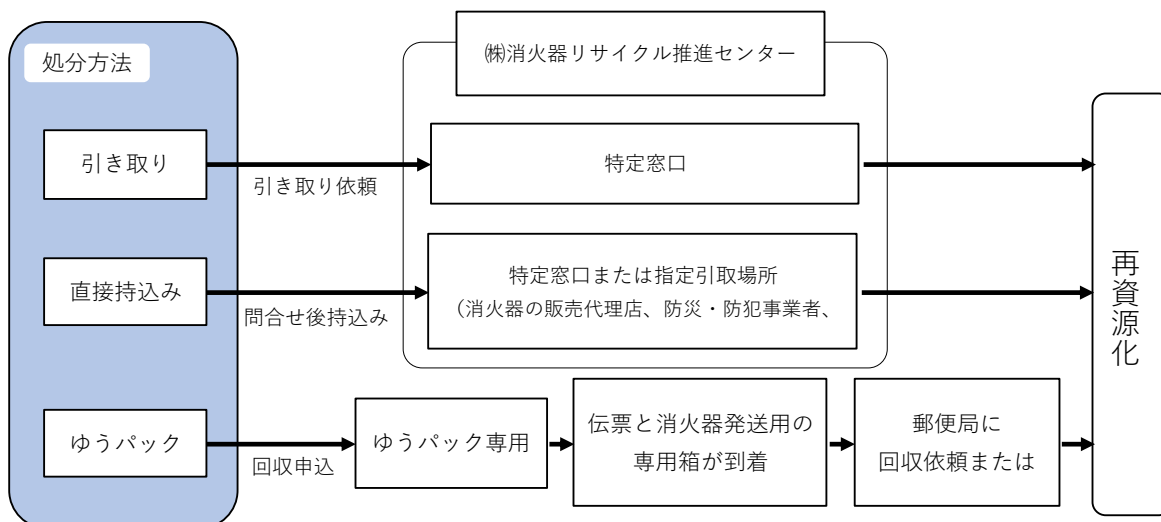 処分方法
㈱消火器リサイクル推進センター
引き取り
引き取り依頼
特定窓口
直接持込み
問合せ後持込み
特定窓口または指定引取場所
（消火器の販売代理店、防災・防犯事業者、
ゆうパック
回収申込
ゆうパック専用
伝票と消火器発送用の
専用箱が到着
郵便局に
回収依頼または
再資源化